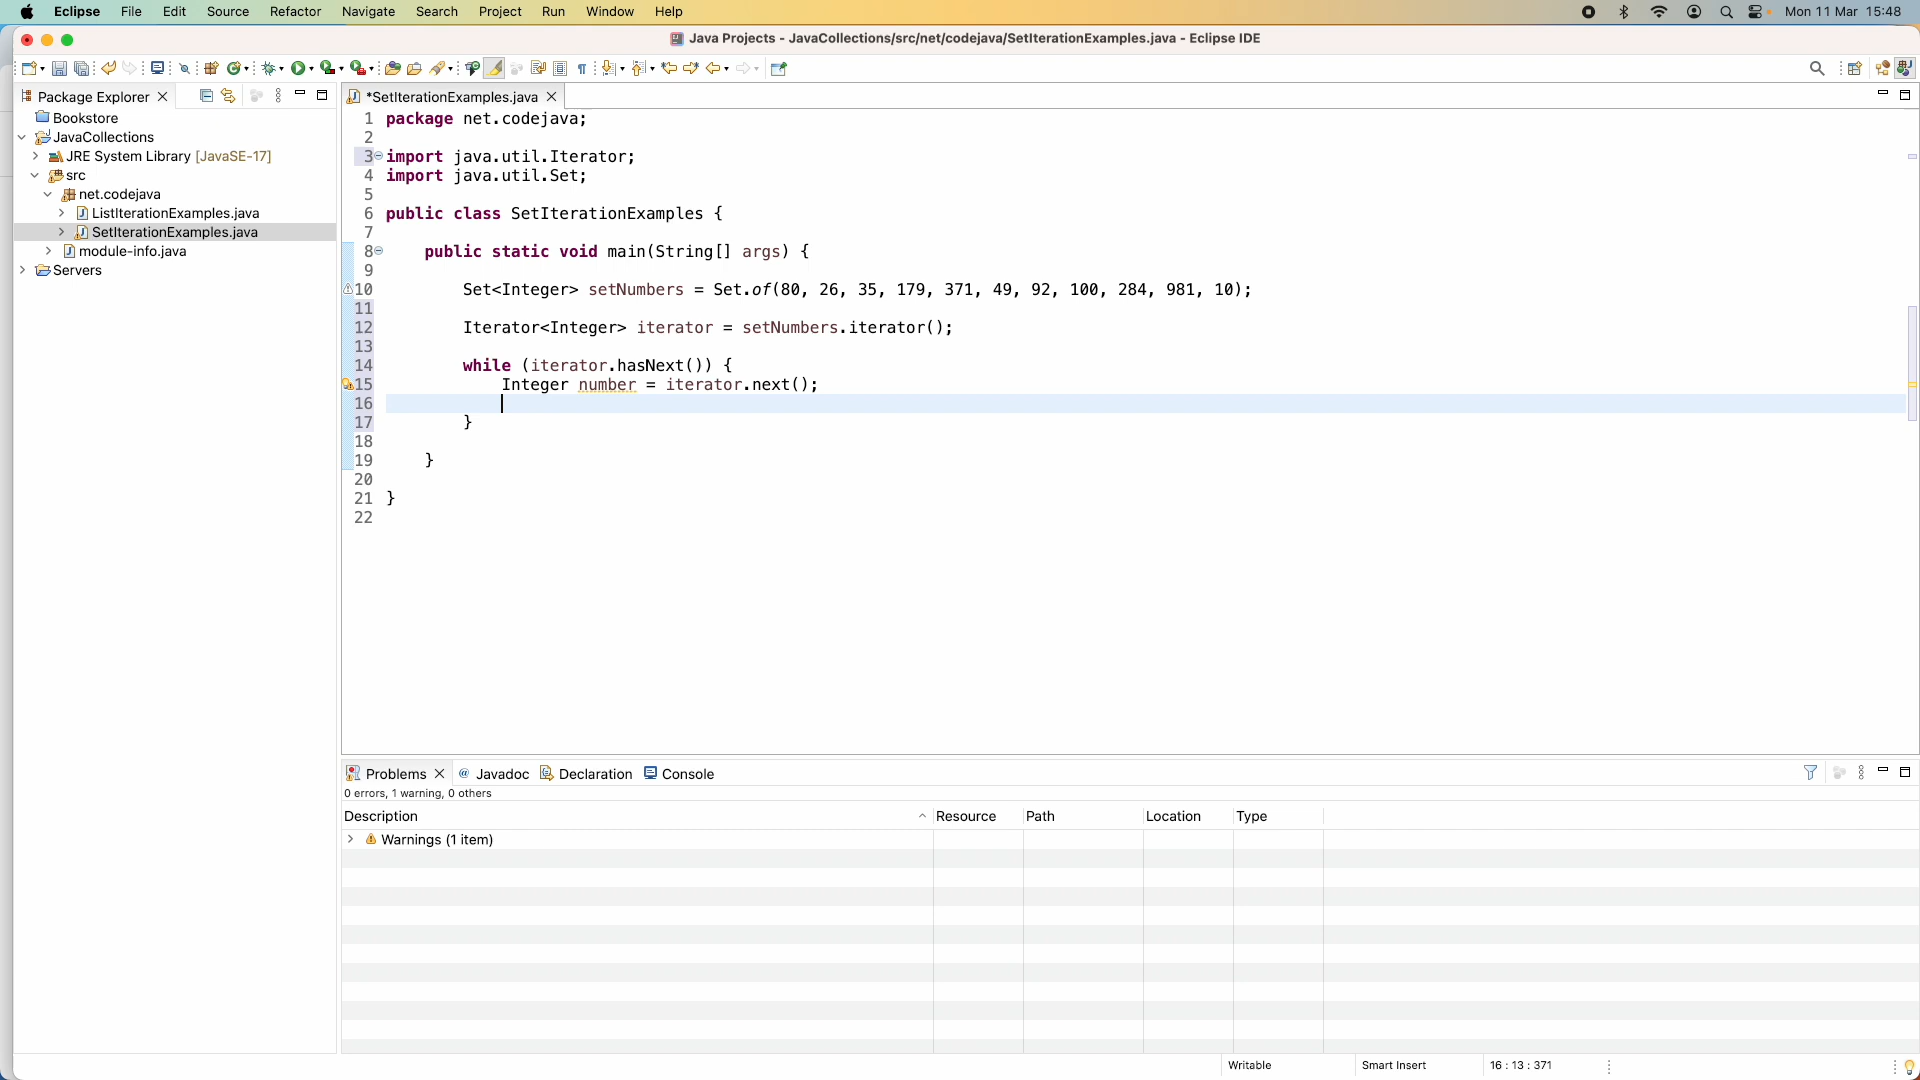 Eclipse File Edit Source Refactor Navigate Search Project Run Window Help Mon 11 Mar 15:48
Java Projects - JavaCollections/src/net/codejava/SetIterationExamples.java - Eclipse IDE
Package Explorer
Bookstore
JavaCollections
JRE System Library [JavaSE-17]
src
net.codejava
ListIterationExamples.java
SetIterationExamples.java
module-info.java
Servers
*SetIterationExamples.java
1 package net.codejava;
2
3 import java.util.Iterator;
4 import java.util.Set;
5
6 public class SetIterationExamples {
7
8 public static void main(String[] args) {
9
10 Set<Integer> setNumbers = Set.of(80, 26, 35, 179, 371, 49, 92, 100, 284, 981, 10);
11
12 Iterator<Integer> iterator = setNumbers.iterator();
13
14 while (iterator.hasNext()) {
15 Integer number = iterator.next();
16
17 }
18
19 }
20
21 }
22
Problems @ Javadoc Declaration Console
0 errors, 1 warning, 0 others
Description Resource Path Location Type
Warnings (1 item)
Writable Smart Insert 16 : 13 : 371